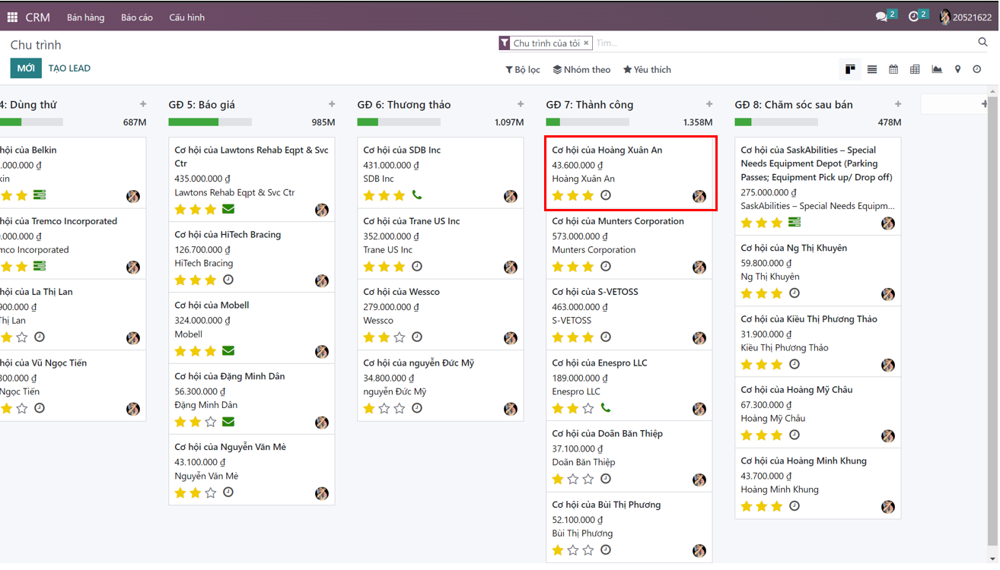 CRM Bán hàng Báo cáo Cấu hình 2 2 20521622
Chu trình
Chu trình của tôi × Tìm...
MỚI TẠO LEAD
Bộ lọc Nhóm theo Yêu thích
4: Dùng thử
687M
hội của Belkin
.000.000 ₫
kin
hội của Tremco Incorporated
.000.000 ₫
mco Incorporated
hội của La Thị Lan
900.000 ₫
Thị Lan
hội của Vũ Ngọc Tiến
300.000 ₫
Ngọc Tiến
GĐ 5: Báo giá
985M
Cơ hội của Lawtons Rehab Eqpt & Svc
Ctr
435.000.000 ₫
Lawtons Rehab Eqpt & Svc Ctr
Cơ hội của HiTech Bracing
126.700.000 ₫
HiTech Bracing
Cơ hội của Mobell
324.000.000 ₫
Mobell
Cơ hội của Đặng Minh Dân
56.300.000 ₫
Đặng Minh Dân
Cơ hội của Nguyễn Văn Mè
43.100.000 ₫
Nguyễn Văn Mè
GĐ 6: Thương thảo
1.097M
Cơ hội của SDB Inc
431.000.000 ₫
SDB Inc
Cơ hội của Trane US Inc
352.000.000 ₫
Trane US Inc
Cơ hội của Wessco
279.000.000 ₫
Wessco
Cơ hội của nguyễn Đức Mỹ
34.800.000 ₫
nguyễn Đức Mỹ
GĐ 7: Thành công
1.358M
Cơ hội của Hoàng Xuân An
43.600.000 ₫
Hoàng Xuân An
Cơ hội của Munters Corporation
573.000.000 ₫
Munters Corporation
Cơ hội của S-VETOSS
463.000.000 ₫
S-VETOSS
Cơ hội của Enespro LLC
189.000.000 ₫
Enespro LLC
Cơ hội của Doãn Băn Thiệp
37.100.000 ₫
Doãn Băn Thiệp
Cơ hội của Bùi Thị Phương
52.100.000 ₫
Bùi Thị Phương
GĐ 8: Chăm sóc sau bán
478M
Cơ hội của SaskAbilities – Special
Needs Equipment Depot (Parking
Passes; Equipment Pick up/ Drop off)
275.000.000 ₫
SaskAbilities – Special Needs Equipm...
Cơ hội của Ng Thị Khuyên
59.800.000 ₫
Ng Thị Khuyên
Cơ hội của Kiều Thị Phương Thảo
31.900.000 ₫
Kiều Thị Phương Thảo
Cơ hội của Hoàng Mỹ Châu
67.300.000 ₫
Hoàng Mỹ Châu
Cơ hội của Hoàng Minh Khung
43.700.000 ₫
Hoàng Minh Khung